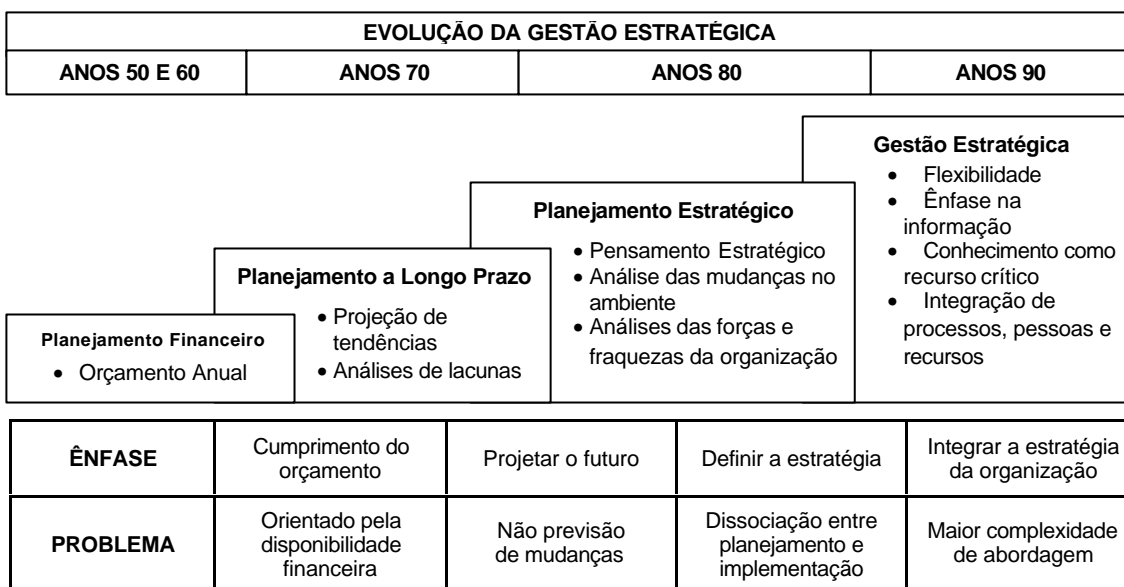 EVOLUÇÃO DA GESTÃO ESTRATÉGICA
ANOS 50 E 60
ANOS 70
ANOS 80
ANOS 90
Planejamento Financeiro
• Orçamento Anual
Planejamento a Longo Prazo
• Projeção de
tendências
• Análises de lacunas
Planejamento Estratégico
• Pensamento Estratégico
• Análise das mudanças no
ambiente
• Análises das forças e
fraquezas da organização
Gestão Estratégica
• Flexibilidade
• Ênfase na
informação
• Conhecimento como
recurso crítico
• Integração de
processos, pessoas e
recursos
ÊNFASE
Cumprimento do
orçamento
Projetar o futuro
Definir a estratégia
Integrar a estratégia
da organização
PROBLEMA
Orientado pela
disponibilidade
financeira
Não previsão
de mudanças
Dissociação entre
planejamento e
implementação
Maior complexidade
de abordagem